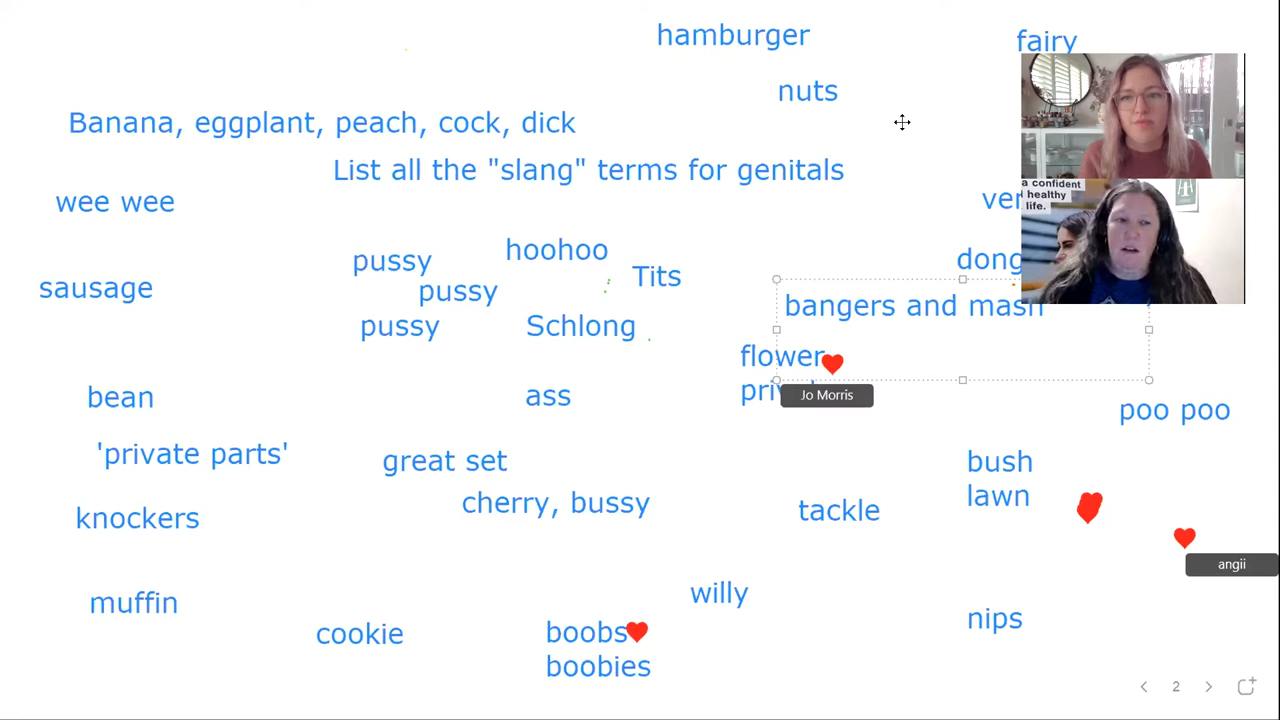 hamburger
fairy
nuts
Banana, eggplant, peach, cock, dick
List all the "slang" terms for genitals
a confident
healthy
life.
wee wee
hoohoo
pussy
Tits
dong
sausage
pussy
bangers and mash
pussy
Schlong
flower
Jo Morris
bean
ass
poo poo
'private parts'
great set
bush
cherry, bussy
lawn
knockers
tackle
angii
willy
muffin
nips
cookie
boobs
boobies
2